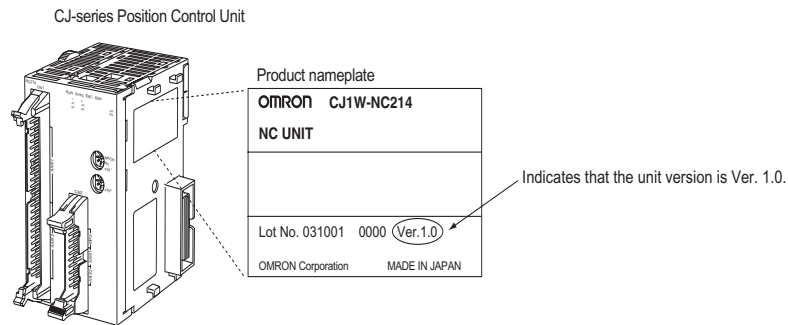 CJ-series Position Control Unit
Product nameplate
OMRON CJ1W-NC214
NC UNIT
Indicates that the unit version is Ver. 1.0.
Lot No. 031001 0000 Ver.1.0
OMRON Corporation MADE IN JAPAN